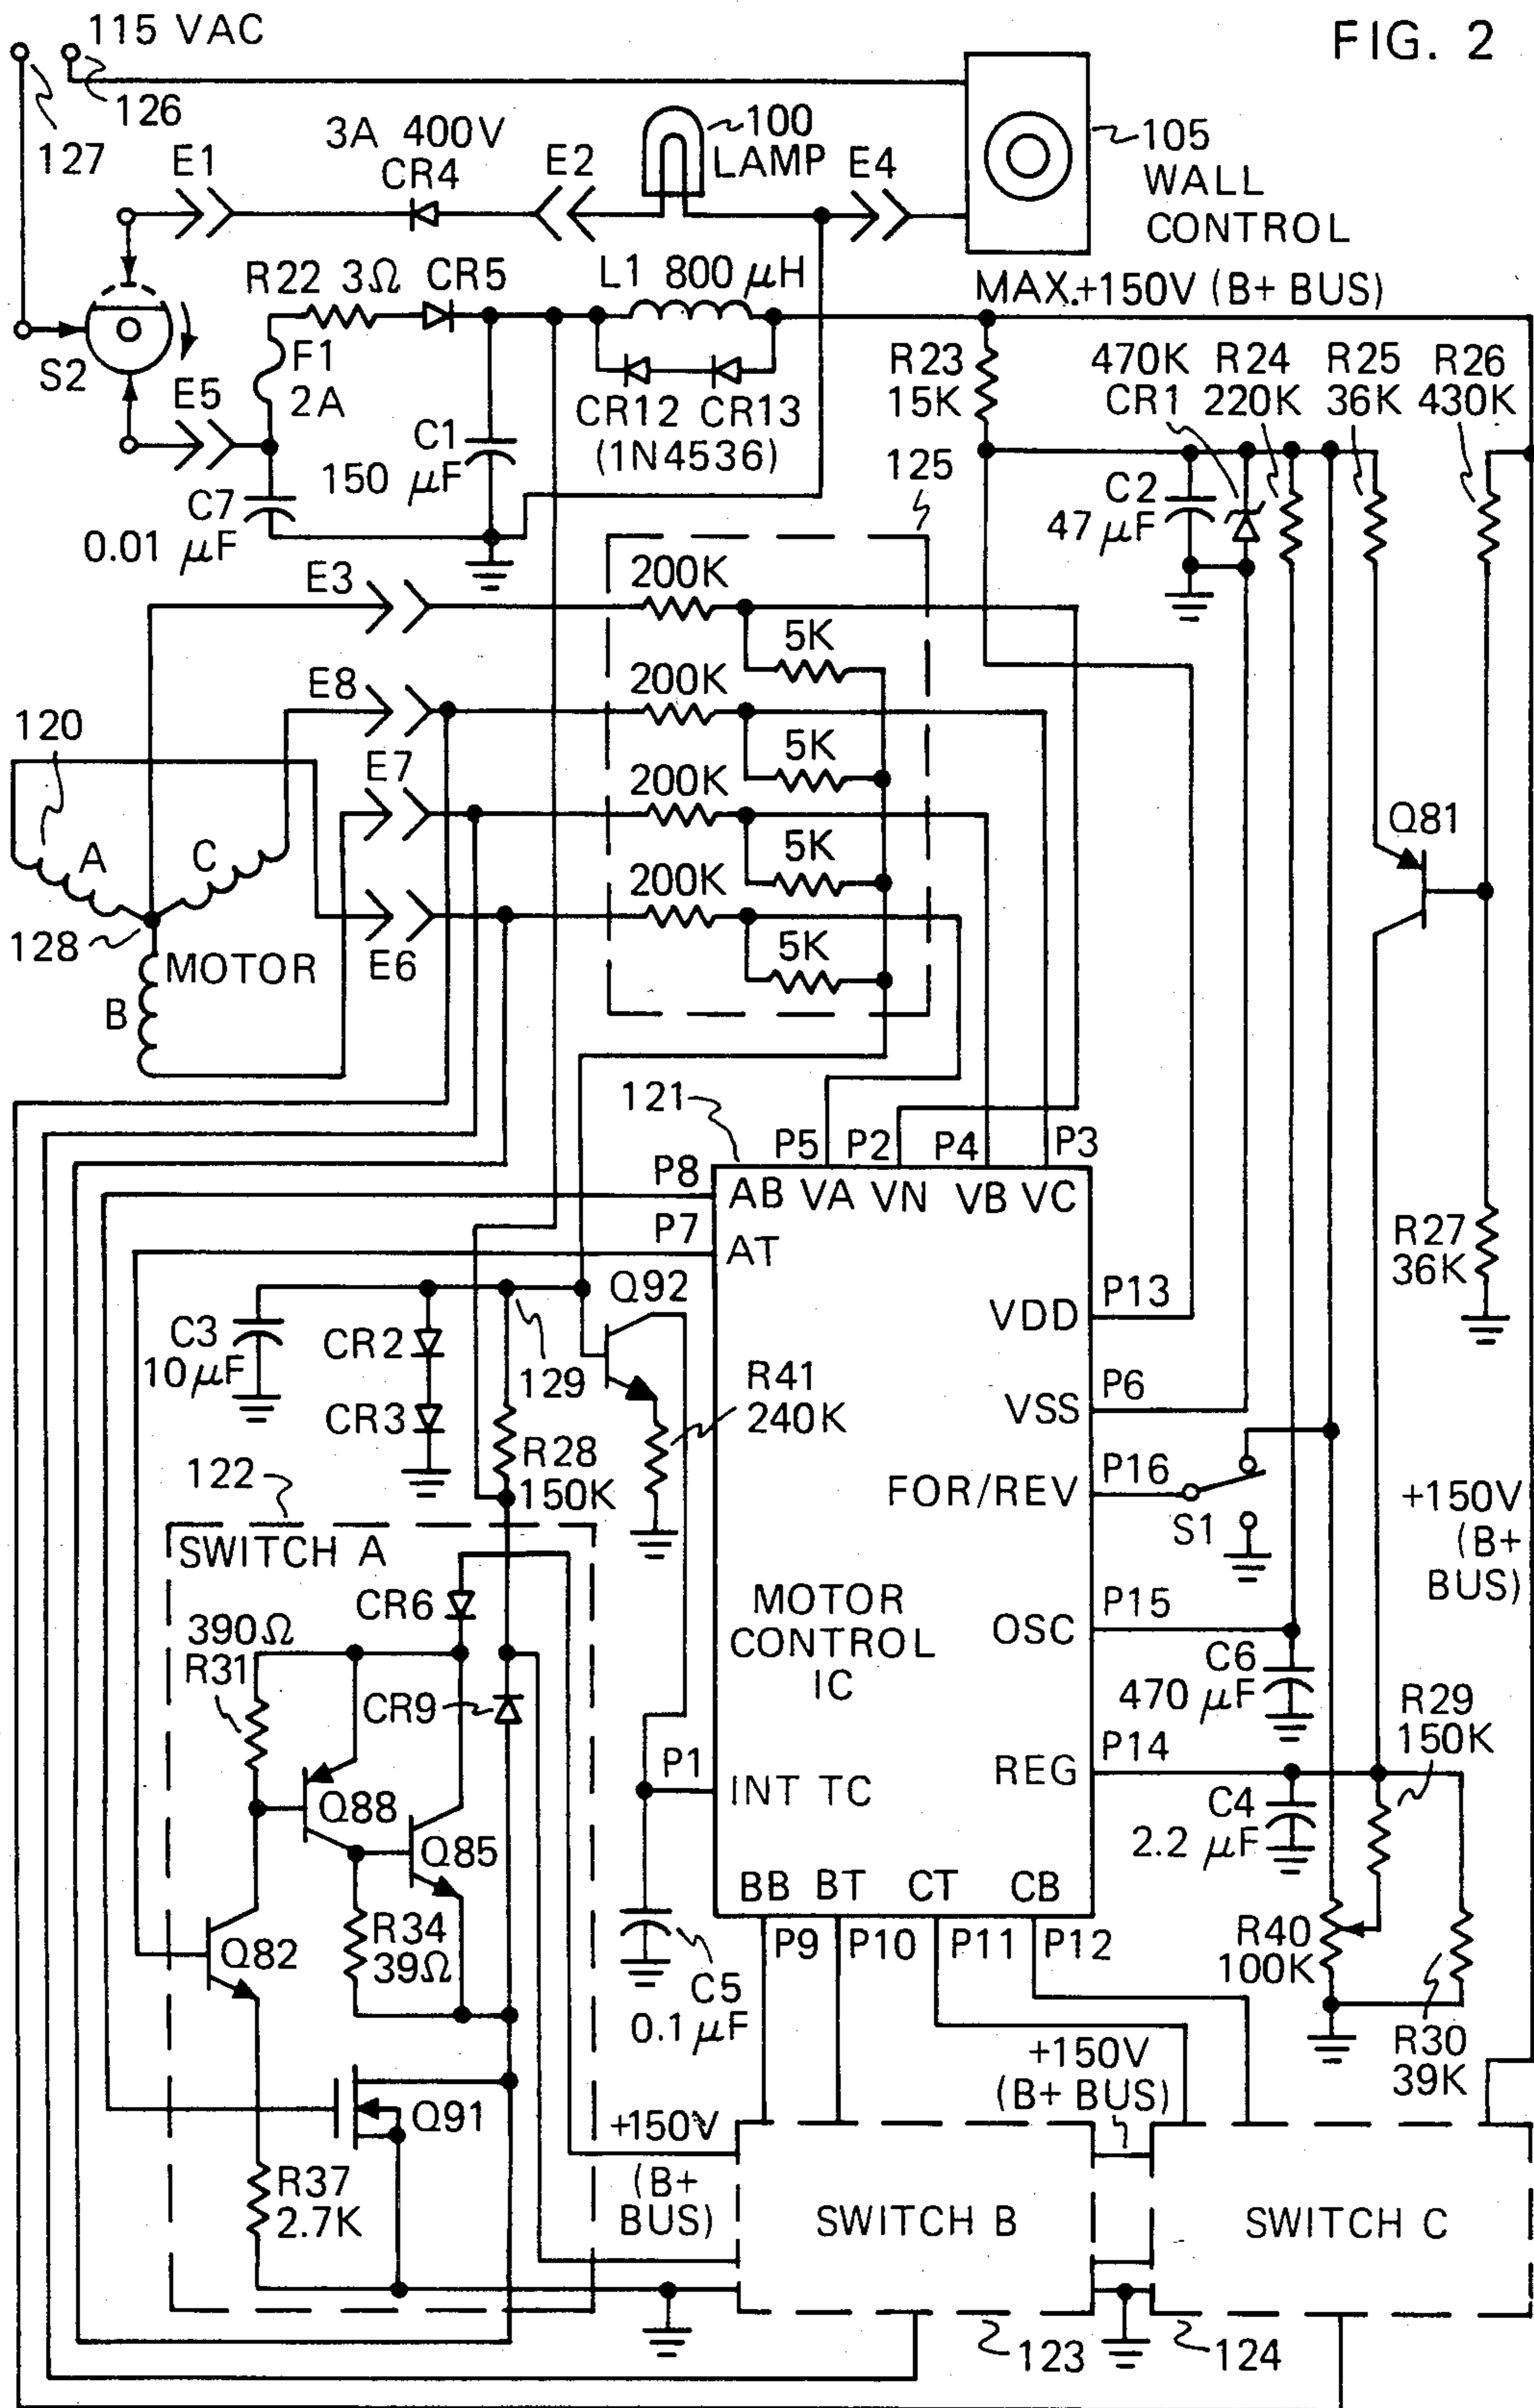 FIG. 2
115 VAC
126
127
3A 400V
CR4
E1
E2
100
LAMP
E4
105
WALL
CONTROL
R22 3Ω
CR5
L1 800 μH
MAX.+150V (B+ BUS)
S2
F1
2A
E5
C1
150 μF
CR12 CR13
(1N4536)
R23
15K
470K
CR1
R24
220K
R25
36K
R26
430K
C7
0.01 μF
125
C2
47 μF
E3
200K
5K
E8
200K
5K
120
E7
200K
5K
Q81
A
C
200K
5K
128
MOTOR
E6
B
121
P8
P5
P2
P4
P3
AB
VA
VN
VB
VC
P7
AT
R27
36K
Q92
P13
VDD
C3
10 μF
CR2
129
CR3
R41
240K
P6
VSS
R28
150K
122
P16
FOR/REV
S1
+150V
(B+
BUS)
SWITCH A
CR6
MOTOR
CONTROL
IC
P15
OSC
390Ω
R31
C6
470 μF
CR9
R29
150K
P1
INT TC
P14
REG
Q88
Q85
C4
2.2 μF
BB
BT
CT
CB
Q82
R34
39Ω
P9
P10
P11
P12
R40
100K
C5
0.1 μF
R30
39K
+150V
(B+ BUS)
Q91
+150V
(B+
BUS)
R37
2.7K
SWITCH B
SWITCH C
123
124